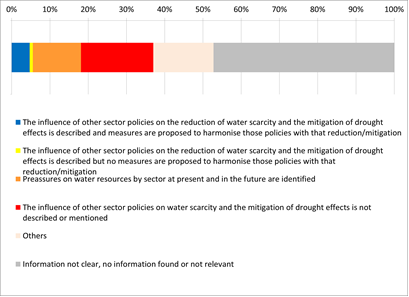 0% 10% 20% 30% 40% 50% 60% 70% 80% 90% 100%
The influence of other sector policies on the reduction of water scarcity and the mitigation of drought
effects is described and measures are proposed to harmonise those policies with that reduction/mitigation
The influence of other sector policies on the reduction of water scarcity and the mitigation of drought
effects is described but no measures are proposed to harmonise those policies with that
reduction/mitigation
Preassures on water resources by sector at present and in the future are identified
The influence of other sector policies on water scarcity and the mitigation of drought effects is not
described or mentioned
Others
Information not clear, no information found or not relevant